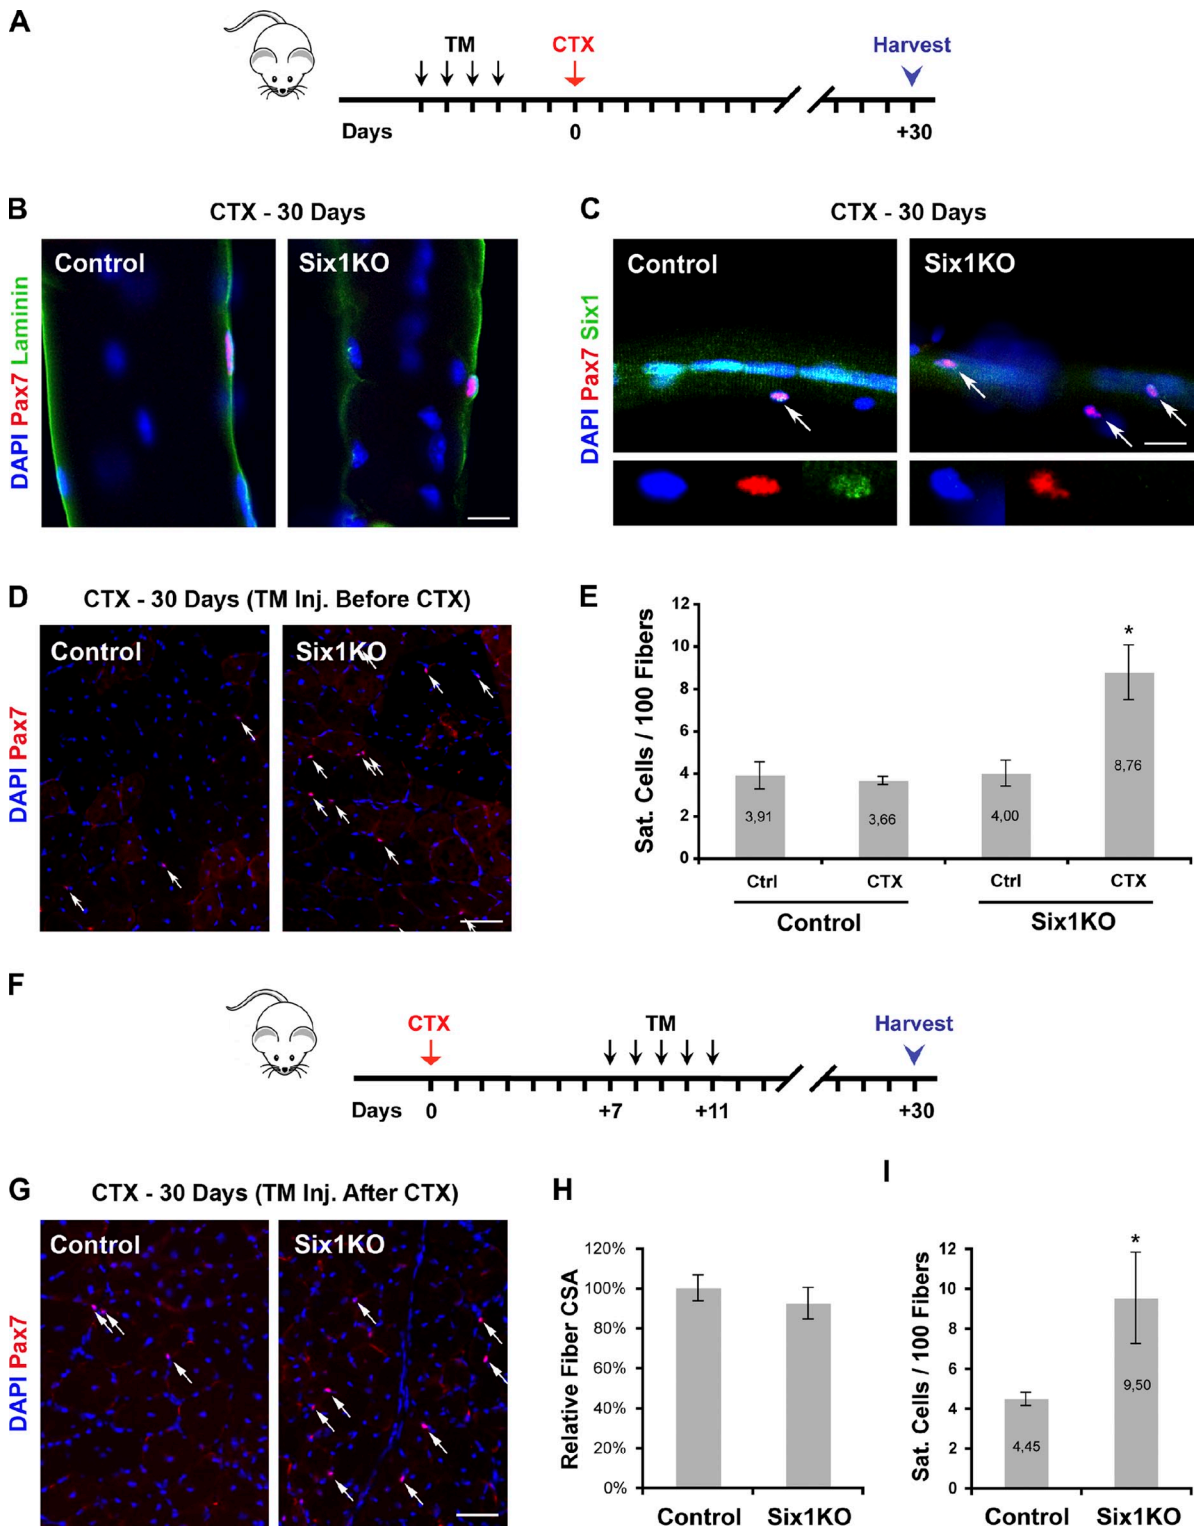 A
TM
CTX
Harvest
Days
0
+30
B
CTX - 30 Days
Control
Six1KO
DAPI Pax7 Laminin
C
CTX - 30 Days
Control
Six1KO
DAPI Pax7 Six1
D
CTX - 30 Days (TM Inj. Before CTX)
Control
Six1KO
DAPI Pax7
E
Sat. Cells / 100 Fibers
12
10
8
6
4
2
0
*
3,91
3,66
4,00
8,76
Ctrl
CTX
Ctrl
CTX
Control
Six1KO
F
CTX
TM
Harvest
Days
0
+7
+11
+30
G
CTX - 30 Days (TM Inj. After CTX)
Control
Six1KO
DAPI Pax7
H
Relative Fiber CSA
120%
100%
80%
60%
40%
20%
0%
Control
Six1KO
I
Sat. Cells / 100 Fibers
12
10
8
6
4
2
0
*
4,45
9,50
Control
Six1KO